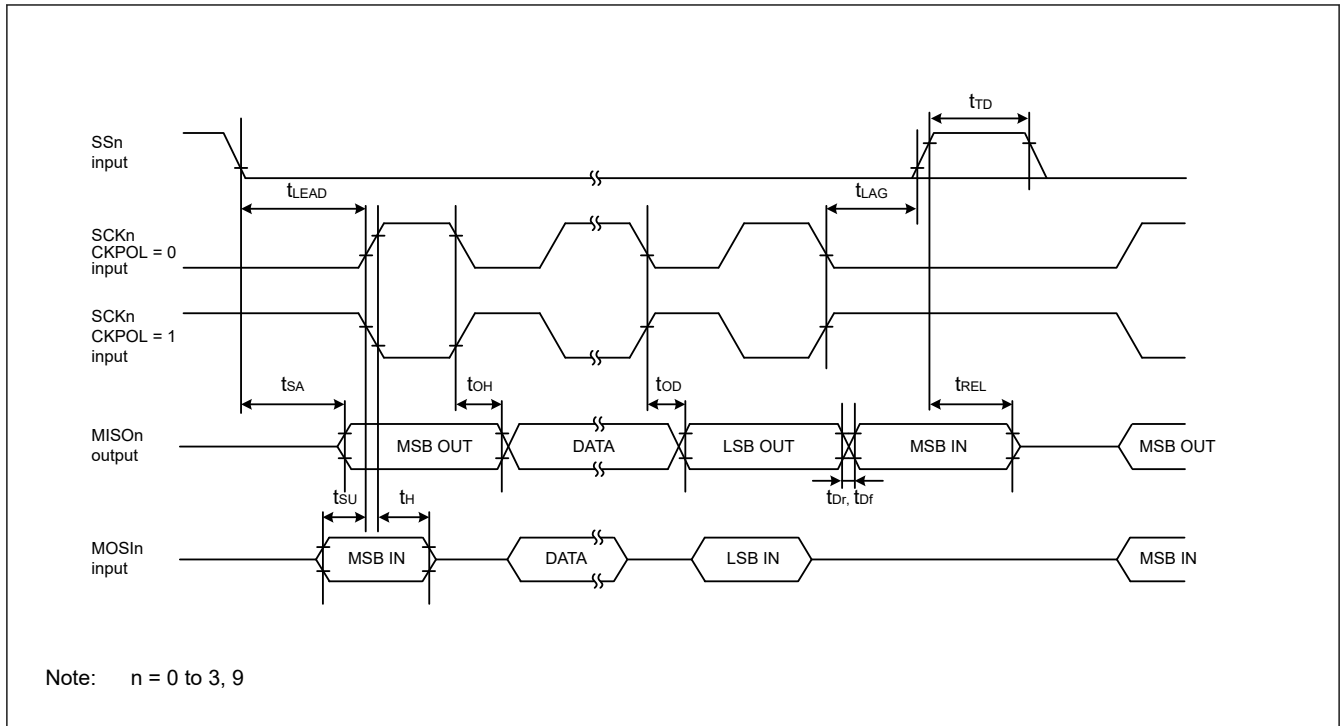 tTD
SSn
input
tLEAD
tLAG
SCKn
CKPOL = 0
input
SCKn
CKPOL = 1
input
tSA
tOH
tOD
tREL
MISOn
output
MSB OUT
DATA
LSB OUT
MSB IN
MSB OUT
tSU
tH
tDr, tDf
MOSIn
input
MSB IN
DATA
LSB IN
MSB IN
Note: n = 0 to 3, 9